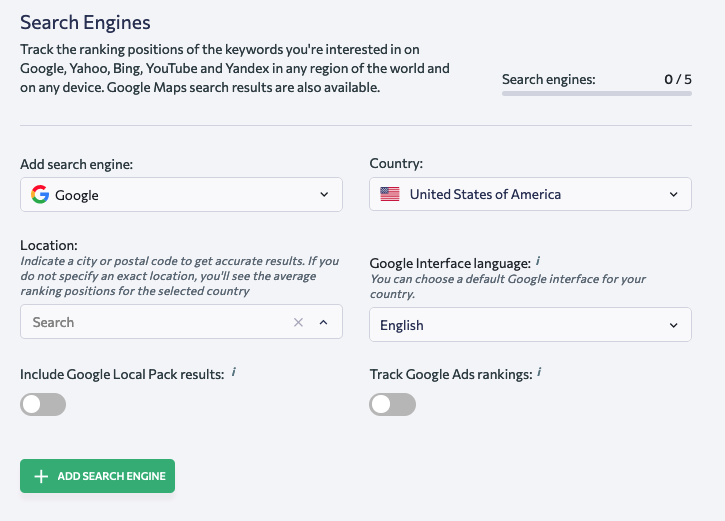 Search Engines
Track the ranking positions of the keywords you're interested in on
Google, Yahoo, Bing, YouTube and Yandex in any region of the world and
on any device. Google Maps search results are also available.
Search engines: 0 / 5
Add search engine:
Google
Country:
United States of America
Location:
Indicate a city or postal code to get accurate results. If you
do not specify an exact location, you'll see the average
ranking positions for the selected country
Search
Google Interface language: i
You can choose a default Google interface for your
country.
English
Include Google Local Pack results: i
Track Google Ads rankings: i
ADD SEARCH ENGINE